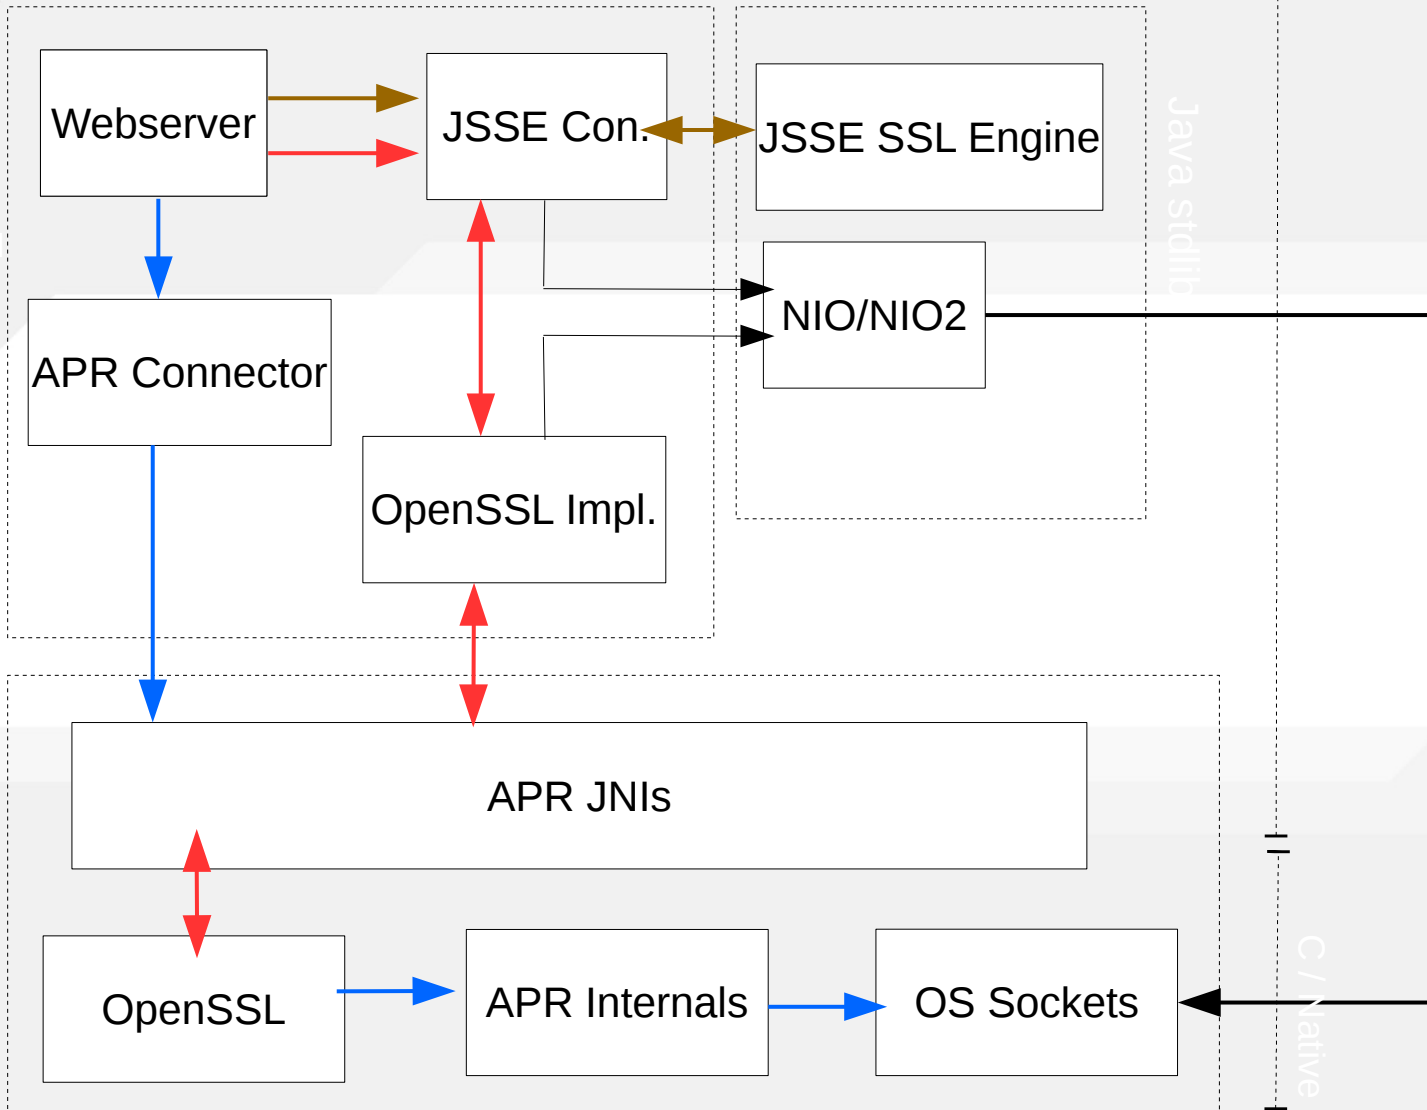 Webserver
JSSE Con.
JSSE SSL Engine
Java stdlib
NIO/NIO2
APR Connector
OpenSSL Impl.
APR JNIs
OpenSSL
APR Internals
OS Sockets
C / Native